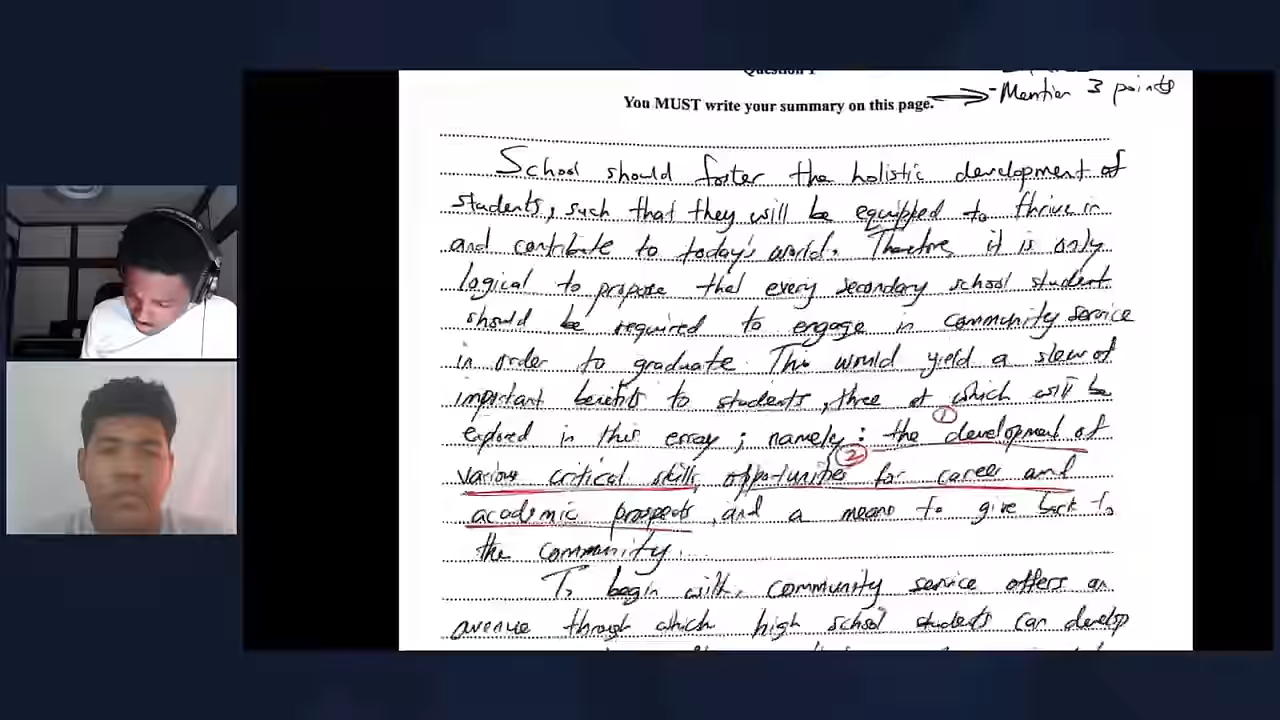 Question 1
You MUST write your summary on this page.
- Mention 3 points
School should foster the holistic development of
students, such that they will be equipped to thrive in
and contribute to today's world. Therefore, it is only
logical to propose that every secondary school student
should be required to engage in community service
in order to graduate. This would yield a slew of
important benefits to students, three of which will be
1
explored in this essay; namely: the development of
2
various critical skills, opportunities for career and
academic prospects, and a means to give back to
the community.
To begin with, community service offers an
avenue through which high school students can develop